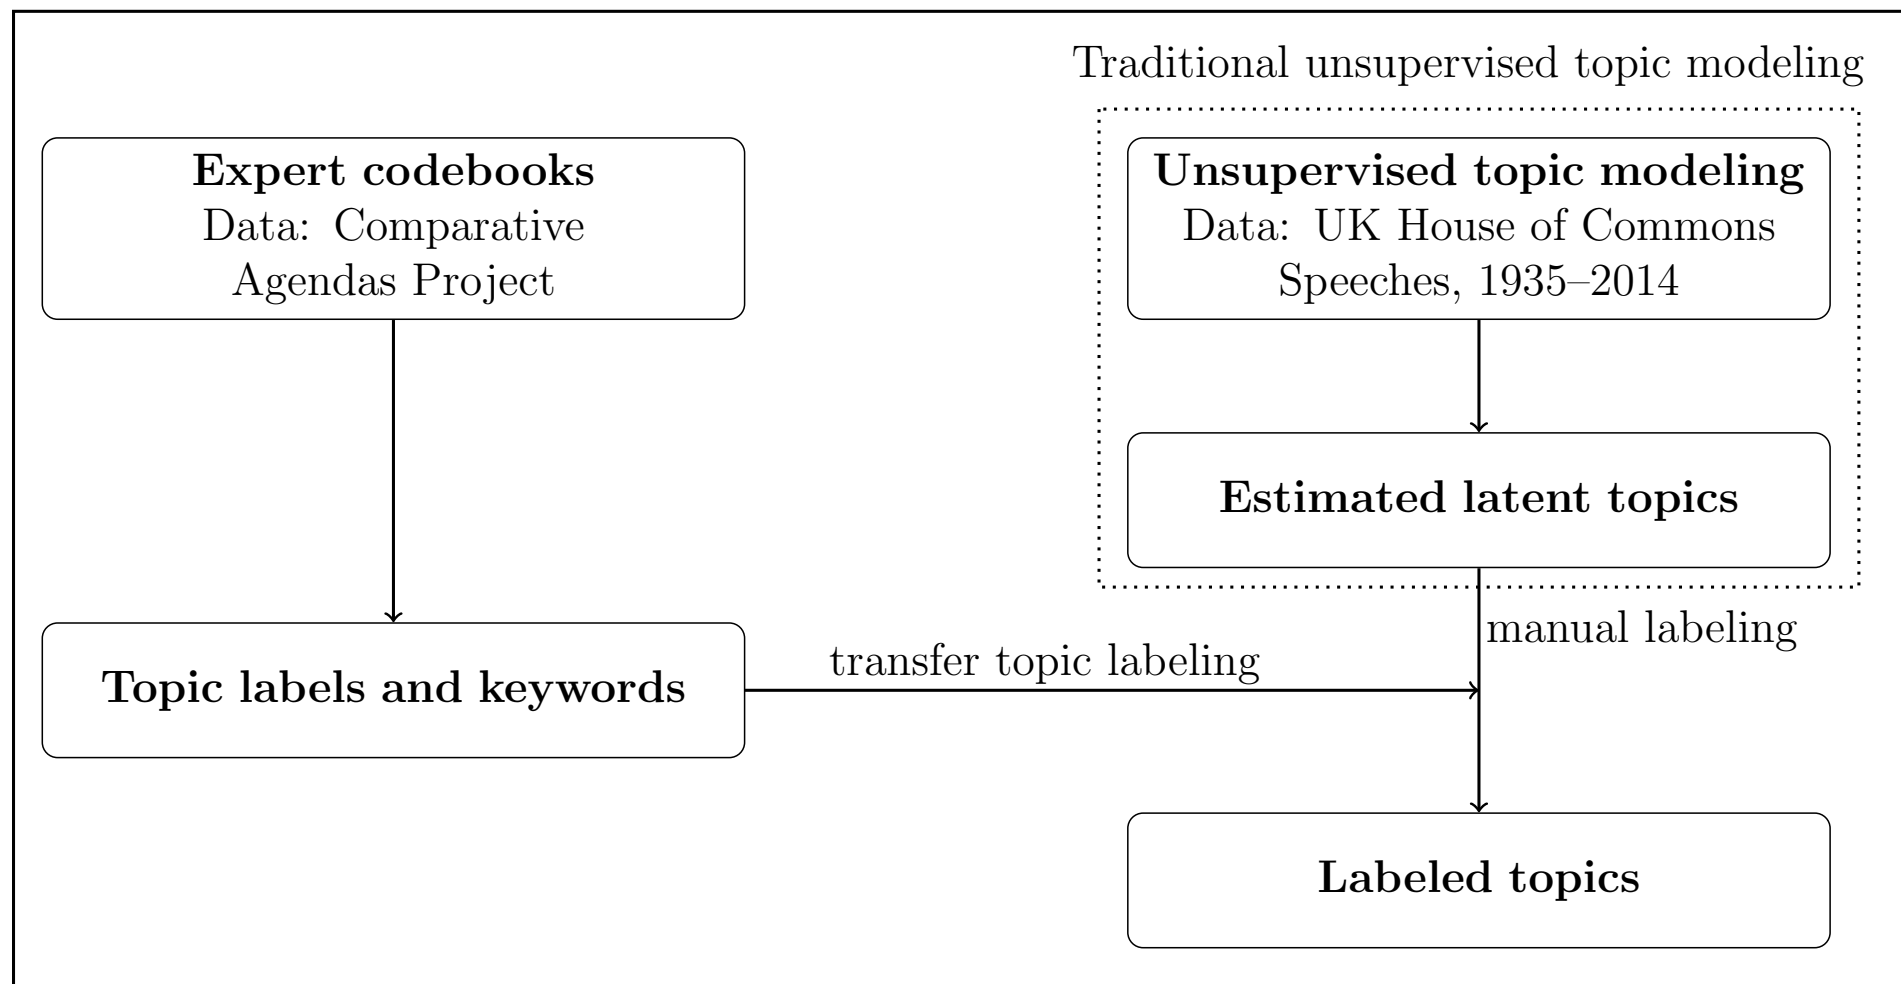 Traditional unsupervised topic modeling
Expert codebooks
Data: Comparative
Agendas Project
Unsupervised topic modeling
Data: UK House of Commons
Speeches, 1935–2014
Estimated latent topics
manual labeling
transfer topic labeling
Topic labels and keywords
Labeled topics